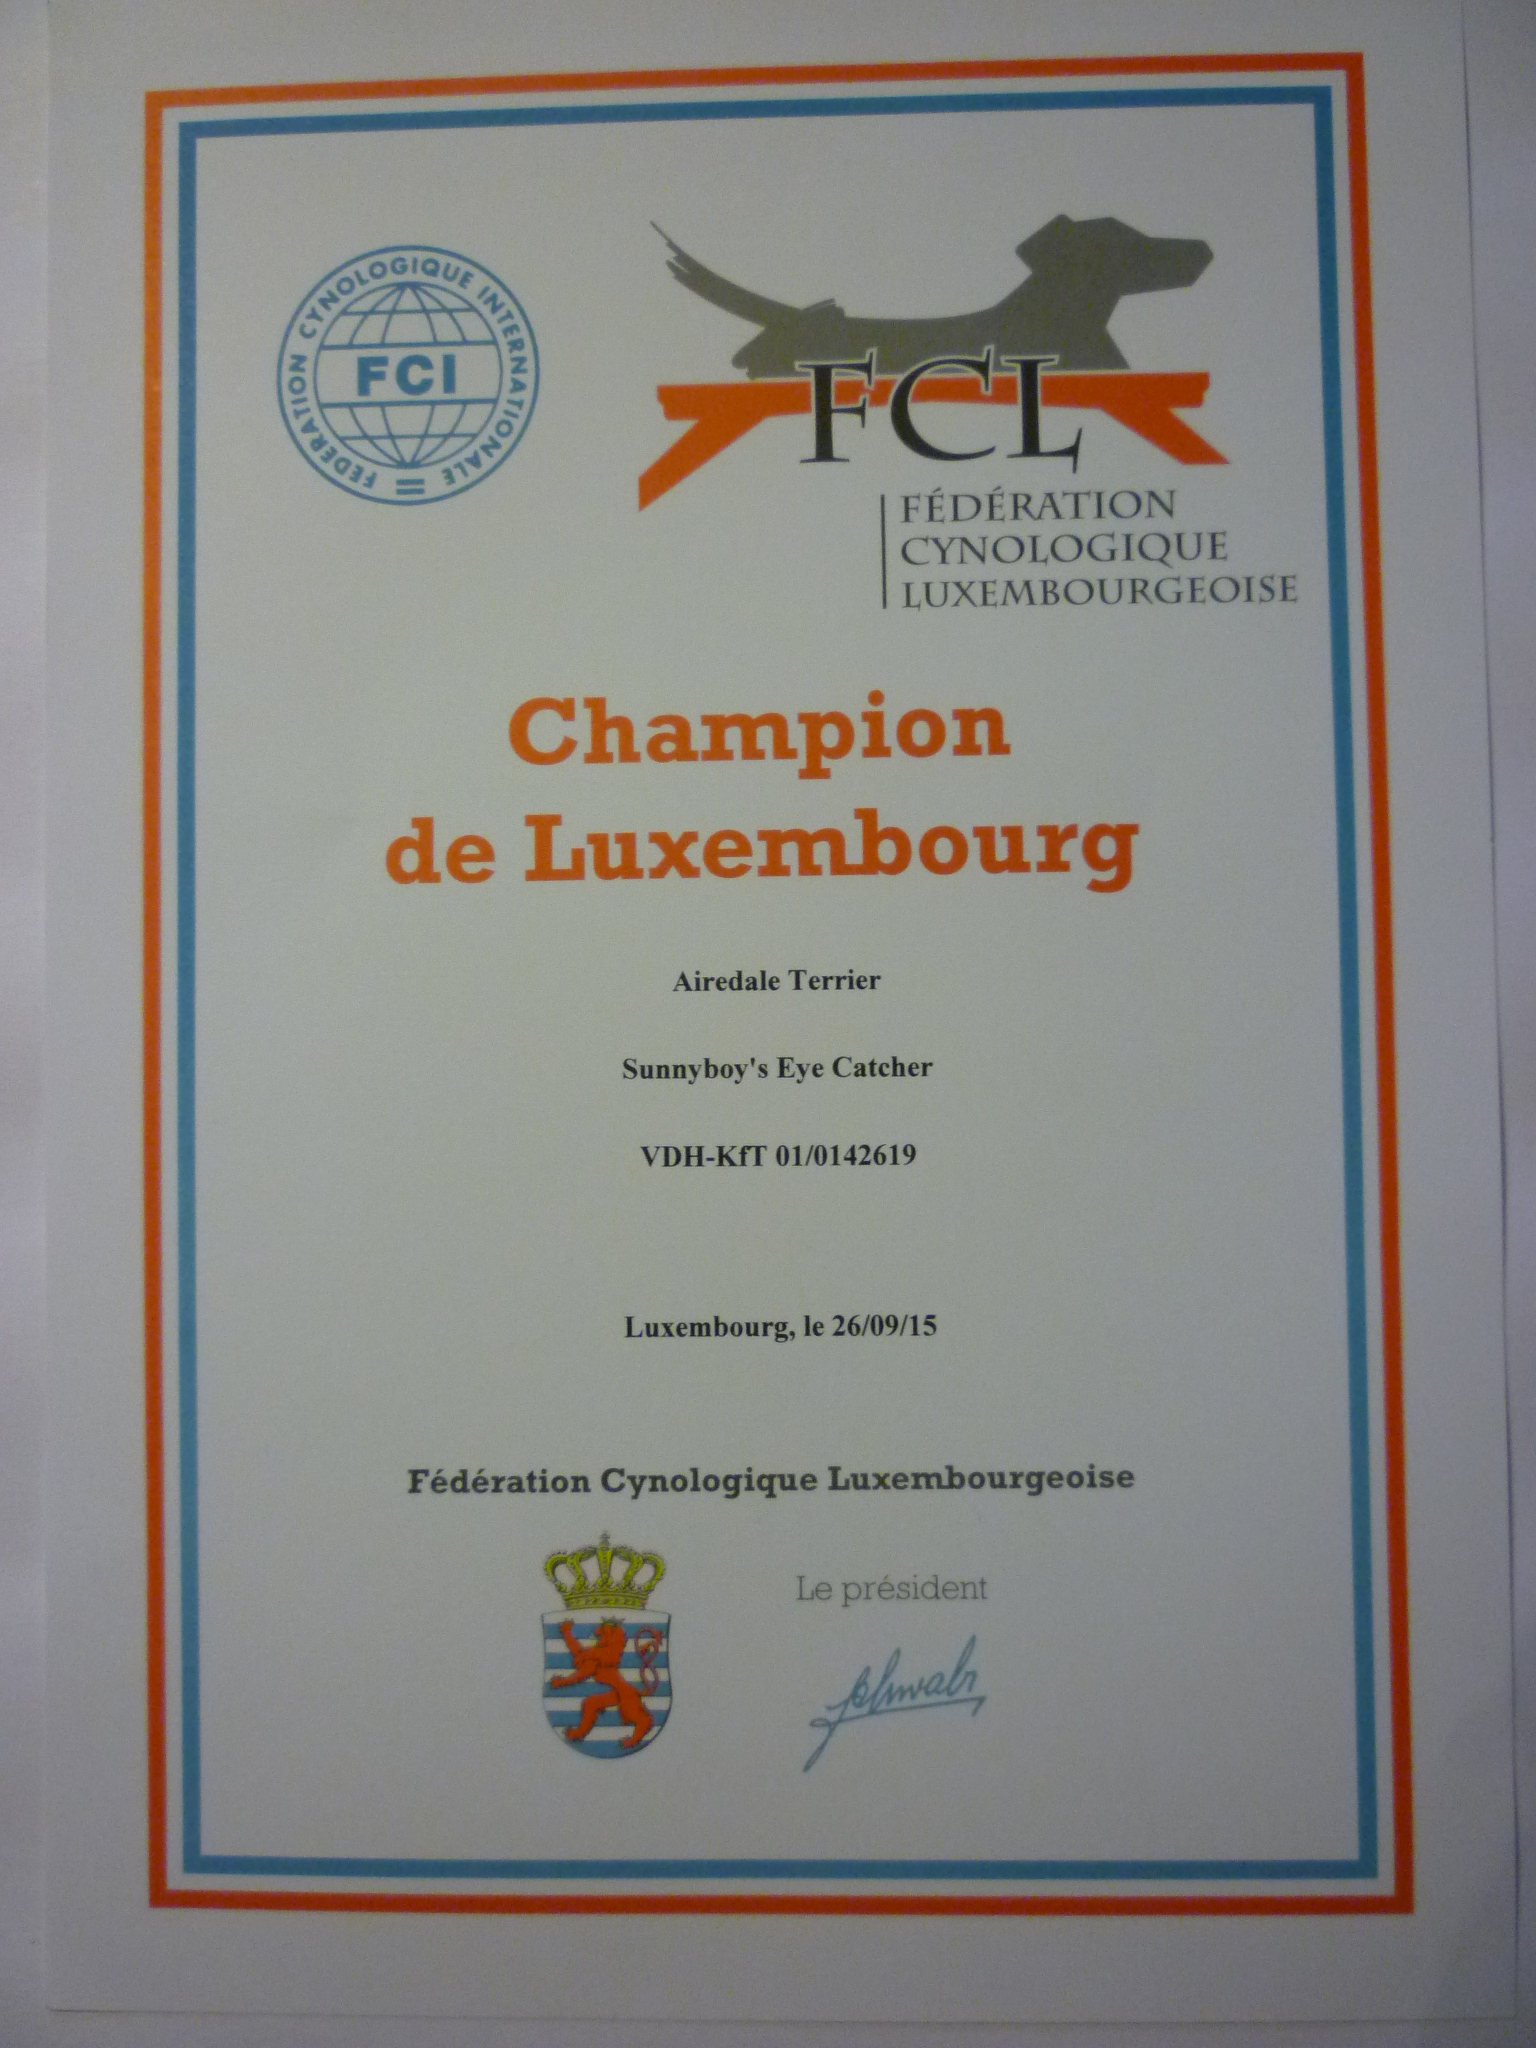 FEDERATION CYNOLOGIQUE INTERNATIONALE
FCI
FCL
FÉDÉRATION
CYNOLOGIQUE
LUXEMBOURGEOISE
Champion
de Luxembourg
Airedale Terrier
Sunnyboy's Eye Catcher
VDH-KfT 01/0142619
Luxembourg, le 26/09/15
Fédération Cynologique Luxembourgeoise
Le président